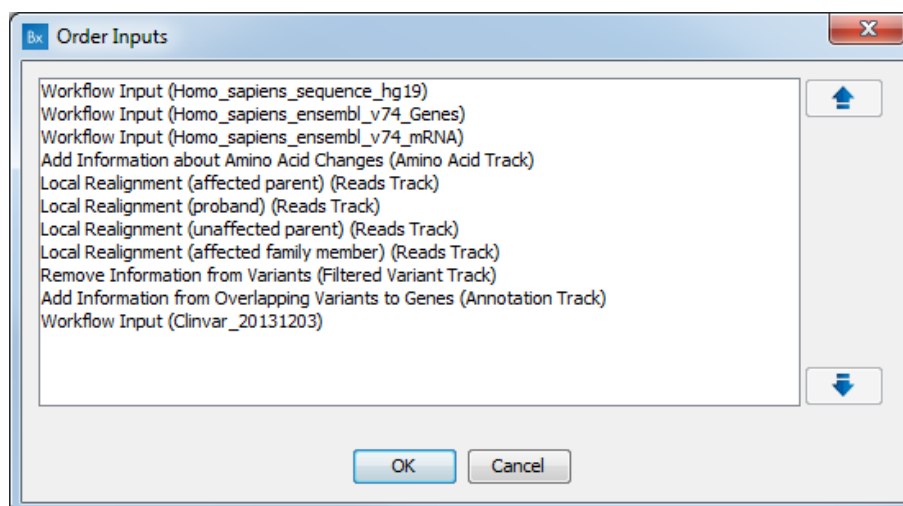 Bx Order Inputs
Workflow Input (Homo_sapiens_sequence_hg19)
Workflow Input (Homo_sapiens_ensembl_v74_Genes)
Workflow Input (Homo_sapiens_ensembl_v74_mRNA)
Add Information about Amino Acid Changes (Amino Acid Track)
Local Realignment (affected parent) (Reads Track)
Local Realignment (proband) (Reads Track)
Local Realignment (unaffected parent) (Reads Track)
Local Realignment (affected family member) (Reads Track)
Remove Information from Variants (Filtered Variant Track)
Add Information from Overlapping Variants to Genes (Annotation Track)
Workflow Input (Clinvar_20131203)
OK Cancel